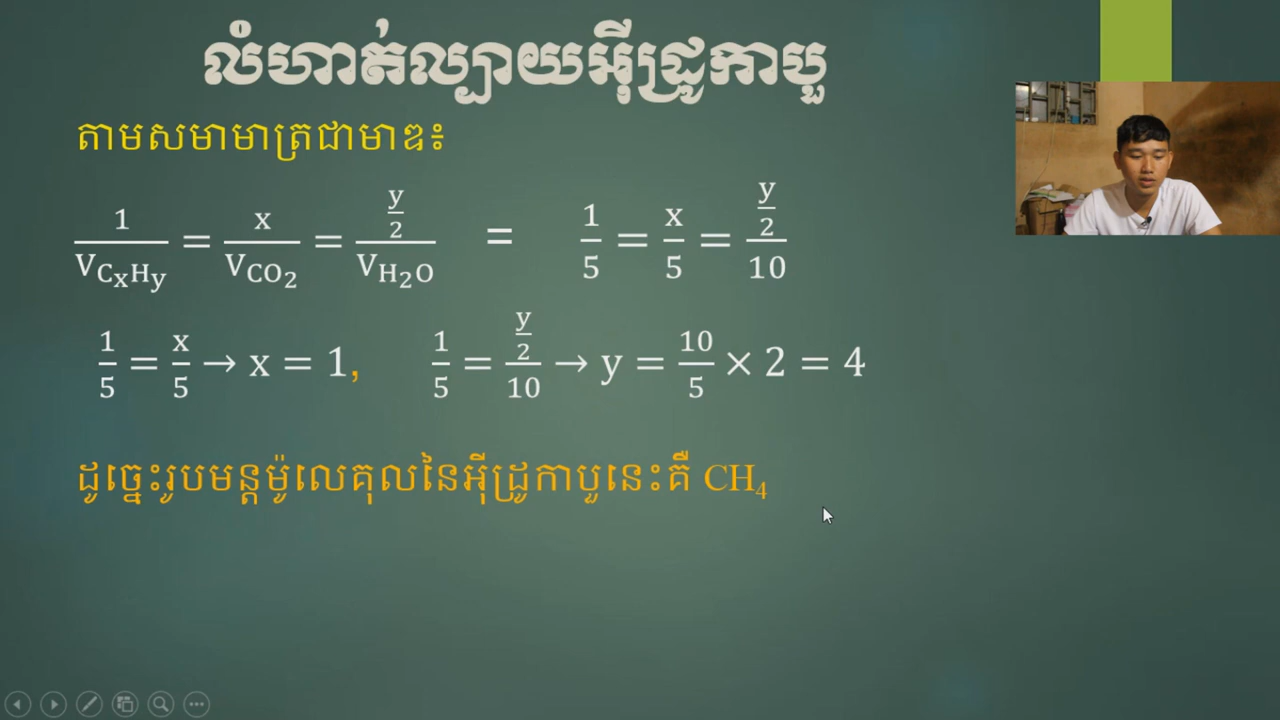 លំហាត់ល្បាយអ៊ីដ្រូកាបួ
តាមសមាមាត្រជាមាឌ៖
1/V_{C_xH_y} = x/V_{CO_2} = (y/2)/V_{H_2O} = 1/5 = x/5 = (y/2)/10
1/5 = x/5 → x = 1, 1/5 = (y/2)/10 → y = 10/5 × 2 = 4
ដូច្នេះរូបមន្តម៉ូលេគុលនៃអ៊ីដ្រូកាបួនេះគឺ CH₄